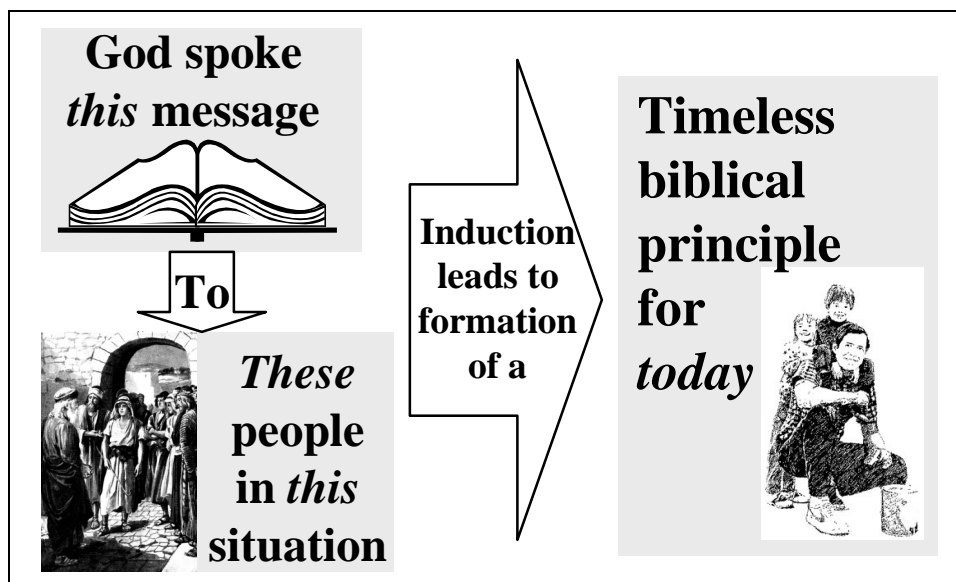 God spoke
this message
To
These
people
in this
situation
Induction
leads to
formation
of a
Timeless
biblical
principle
for
today